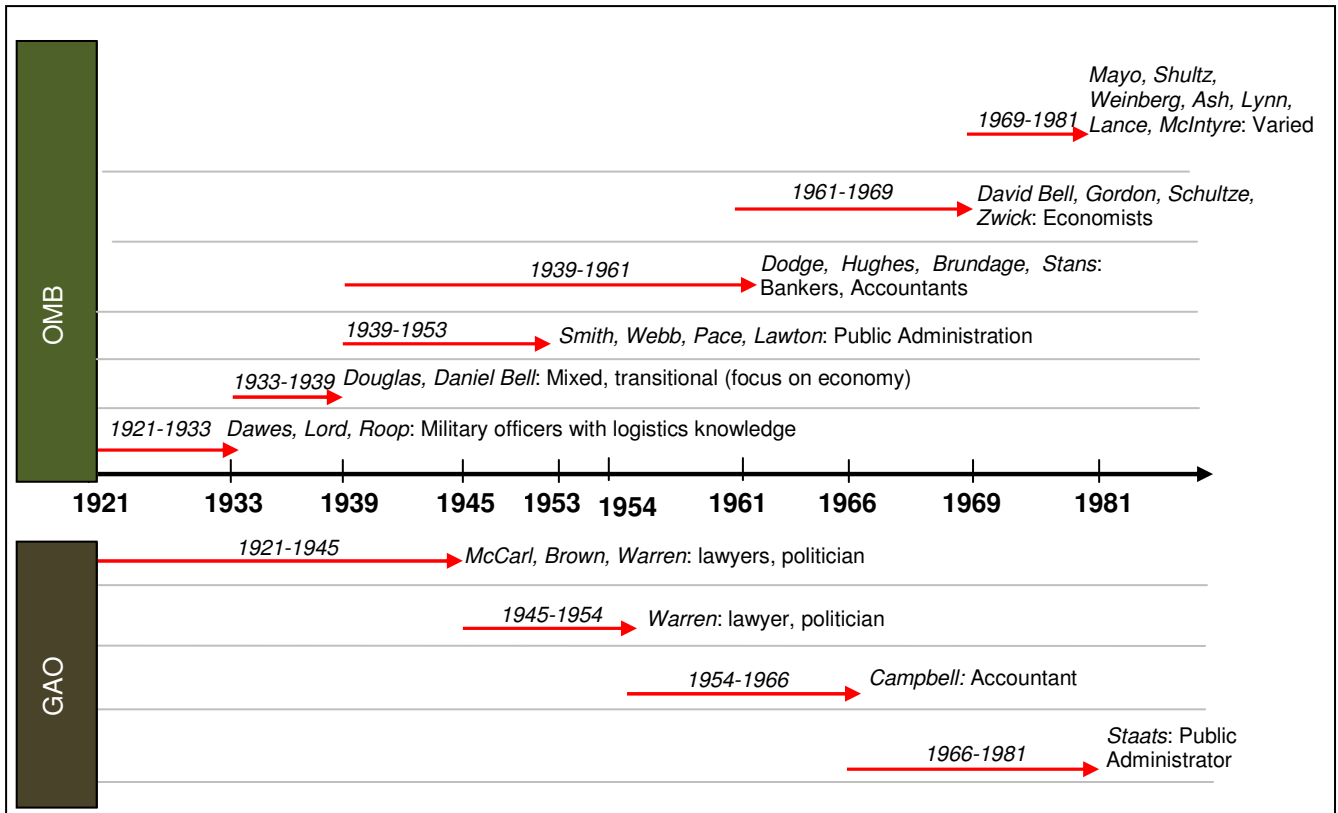 OMB
Mayo, Shultz,
Weinberg, Ash, Lynn,
1969-1981
Lance, McIntyre: Varied
1961-1969
David Bell, Gordon, Schultze,
Zwick: Economists
1939-1961
Dodge, Hughes, Brundage, Stans:
Bankers, Accountants
1939-1953
Smith, Webb, Pace, Lawton: Public Administration
1933-1939
Douglas, Daniel Bell: Mixed, transitional (focus on economy)
1921-1933
Dawes, Lord, Roop: Military officers with logistics knowledge
1921 1933 1939 1945 1953 1954 1961 1966 1969 1981
GAO
1921-1945
McCarl, Brown, Warren: lawyers, politician
1945-1954
Warren: lawyer, politician
1954-1966
Campbell: Accountant
1966-1981
Staats: Public
Administrator